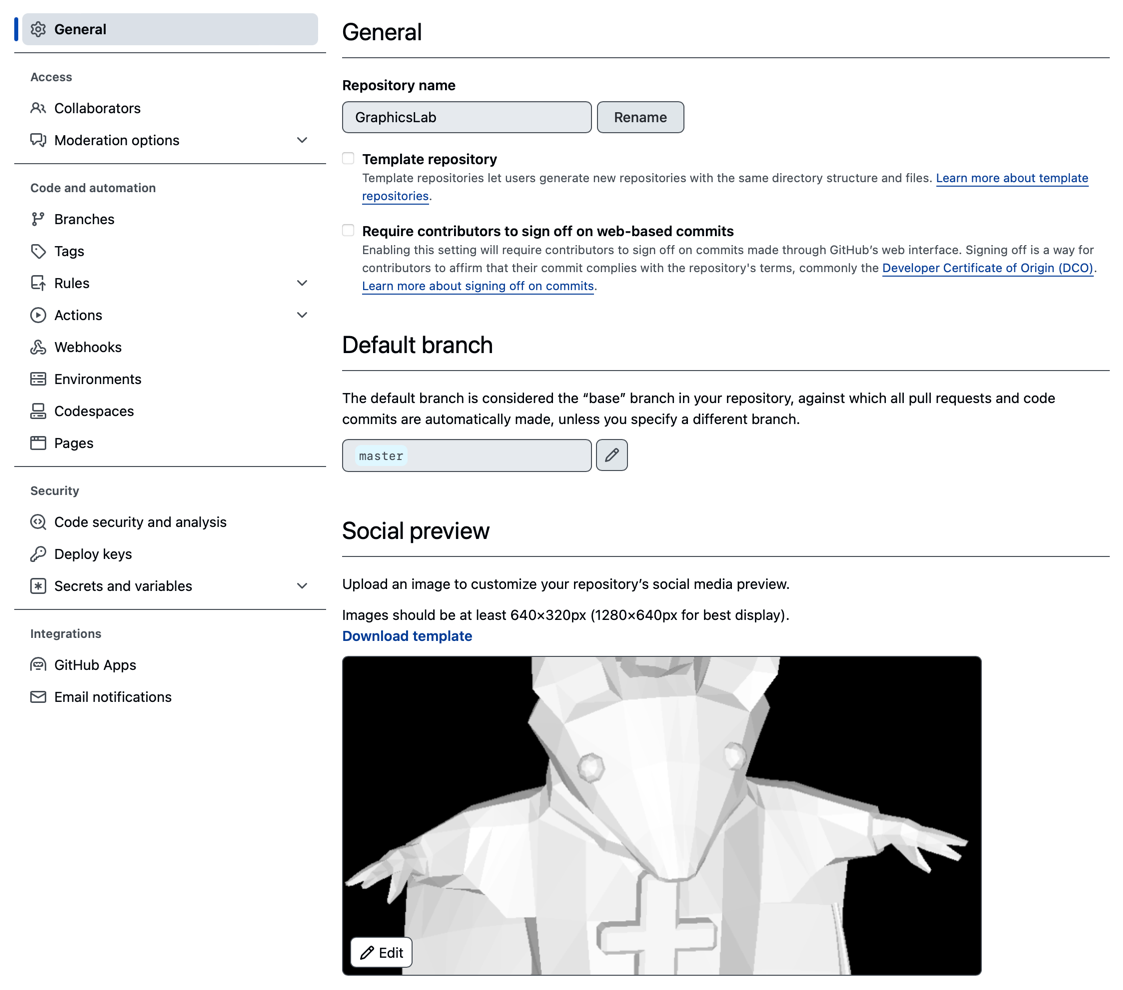 General
Access
Collaborators
Moderation options
Code and automation
Branches
Tags
Rules
Actions
Webhooks
Environments
Codespaces
Pages
Security
Code security and analysis
Deploy keys
Secrets and variables
Integrations
GitHub Apps
Email notifications
General
Repository name
GraphicsLab Rename
Template repository
Template repositories let users generate new repositories with the same directory structure and files. Learn more about template
repositories.
Require contributors to sign off on web-based commits
Enabling this setting will require contributors to sign off on commits made through GitHub’s web interface. Signing off is a way for
contributors to affirm that their commit complies with the repository's terms, commonly the Developer Certificate of Origin (DCO).
Learn more about signing off on commits.
Default branch
The default branch is considered the “base” branch in your repository, against which all pull requests and code
commits are automatically made, unless you specify a different branch.
master
Social preview
Upload an image to customize your repository’s social media preview.
Images should be at least 640×320px (1280×640px for best display).
Download template
Edit